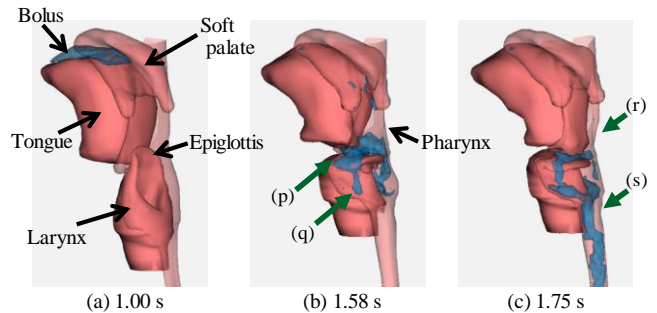 Bolus
Soft
palate
Tongue
Epiglottis
Larynx
Pharynx
(p)
(q)
(r)
(s)
(a) 1.00 s
(b) 1.58 s
(c) 1.75 s